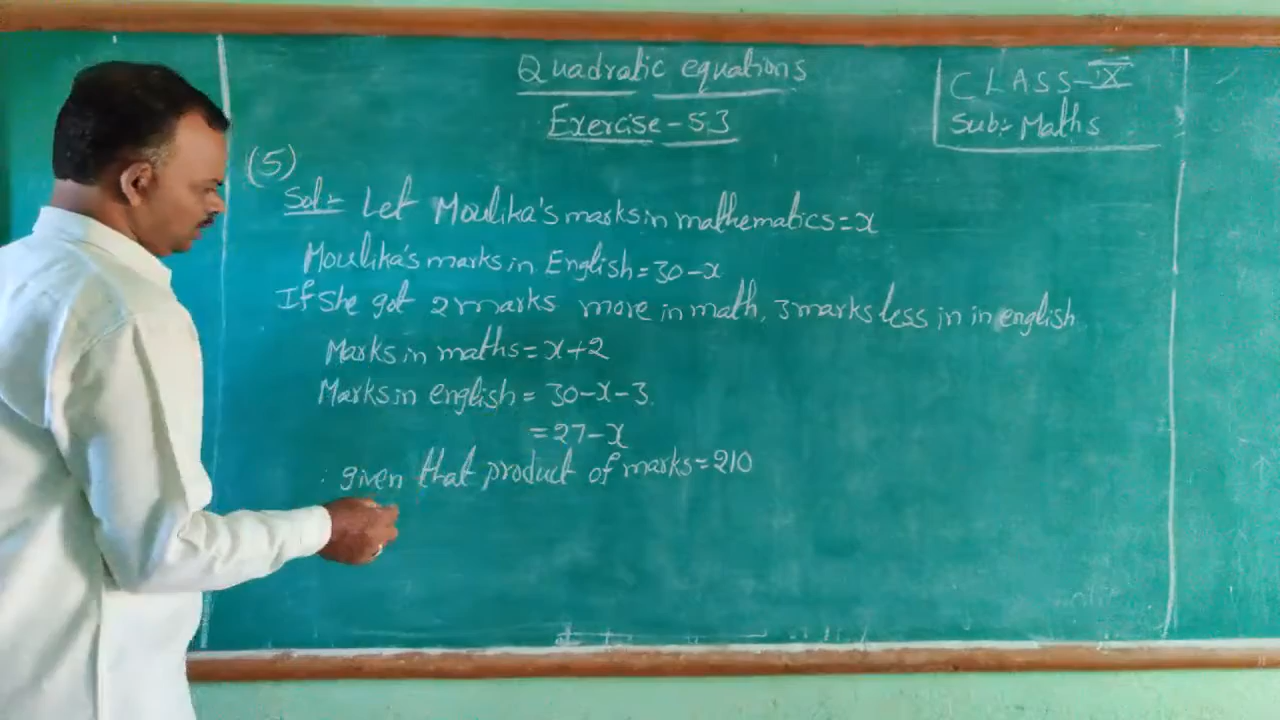 Quadratic equations
Exercise - 5.3
CLASS - X
Sub:- Maths
(5)
Sol:- Let Moulika's marks in mathematics = x
Moulika's marks in English = 30 - x
If She got 2 marks more in math, 3 marks less in in english
Marks in maths = x + 2
Marks in english = 30 - x - 3
= 27 - x
∴ given that product of marks = 210